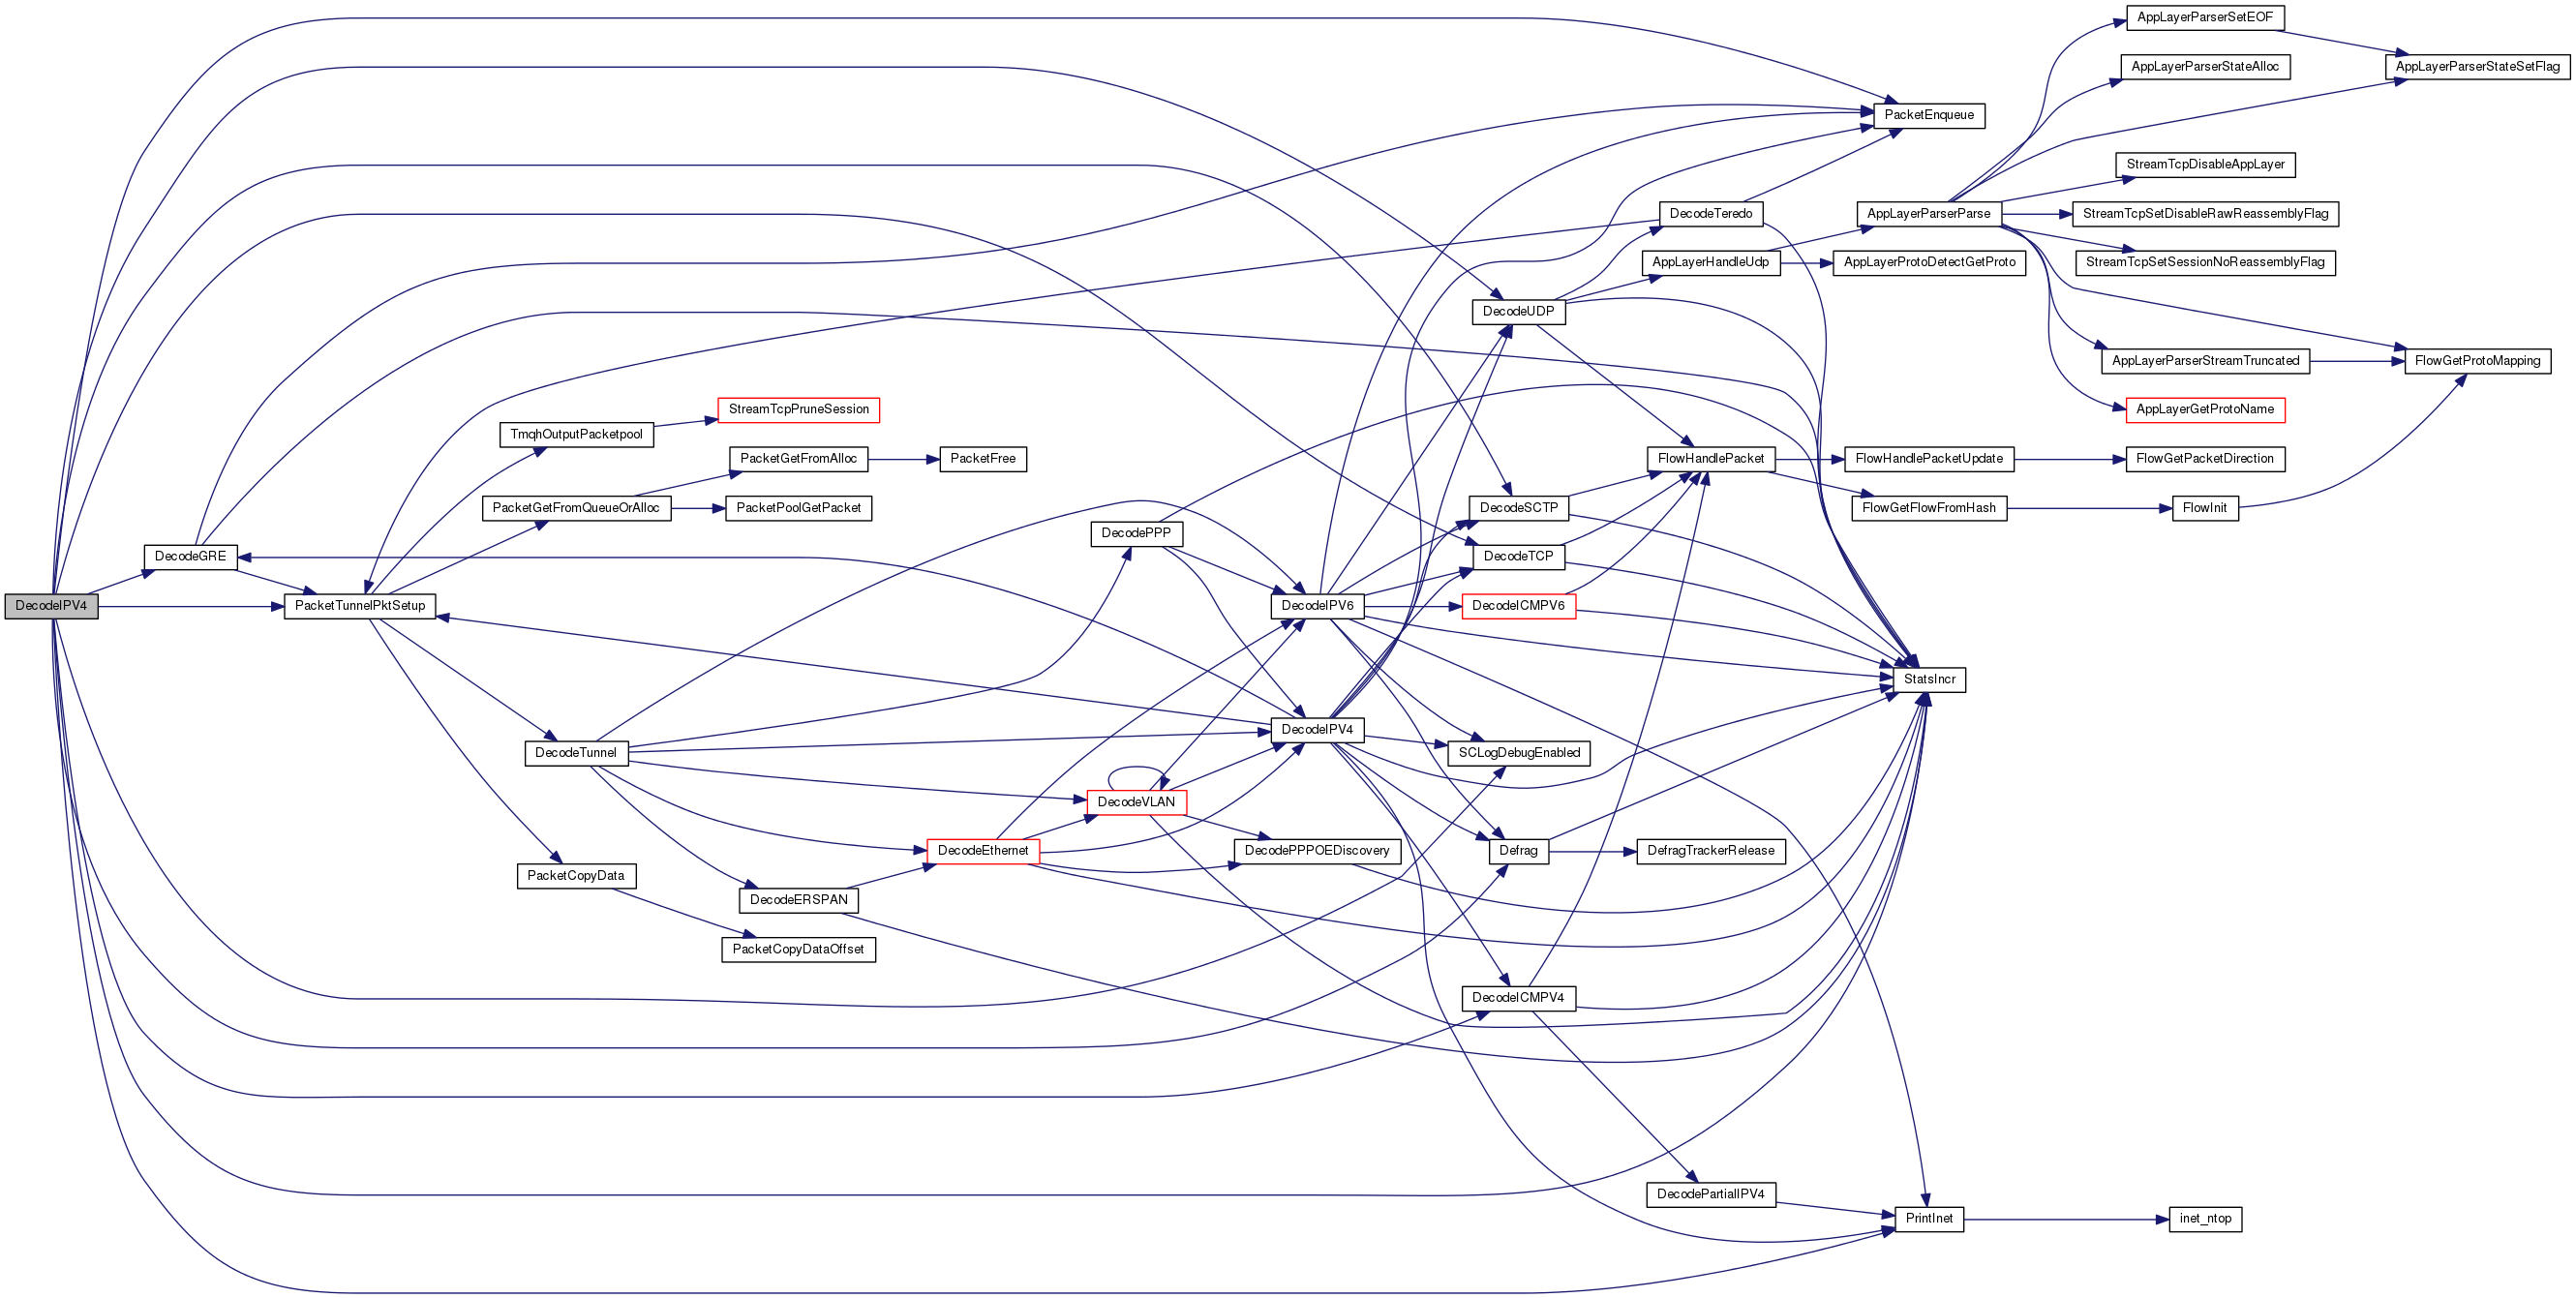 AppLayerParserSetEOF
AppLayerParserStateAlloc
AppLayerParserStateSetFlag
PacketEnqueue
StreamTcpDisableAppLayer
DecodeTeredo
AppLayerParserParse
StreamTcpSetDisableRawReassemblyFlag
AppLayerHandleUdp
AppLayerProtoDetectGetProto
StreamTcpSetSessionNoReassemblyFlag
DecodeUDP
AppLayerParserStreamTruncated
FlowGetProtoMapping
StreamTcpPruneSession
AppLayerGetProtoName
TmqhOutputPacketpool
PacketGetFromAlloc
PacketFree
FlowHandlePacket
FlowHandlePacketUpdate
FlowGetPacketDirection
PacketGetFromQueueOrAlloc
PacketPoolGetPacket
DecodeSCTP
FlowGetFlowFromHash
FlowInit
DecodePPP
DecodeGRE
DecodeTCP
DecodeIPV4
PacketTunnelPktSetup
DecodeIPV6
DecodeICMPV6
StatsIncr
DecodeIPV4
DecodeTunnel
SCLogDebugEnabled
DecodeVLAN
DecodeEthernet
DecodePPPOEDiscovery
Defrag
DefragTrackerRelease
PacketCopyData
DecodeERSPAN
PacketCopyDataOffset
DecodeICMPV4
DecodePartialIPV4
PrintInet
inet_ntop